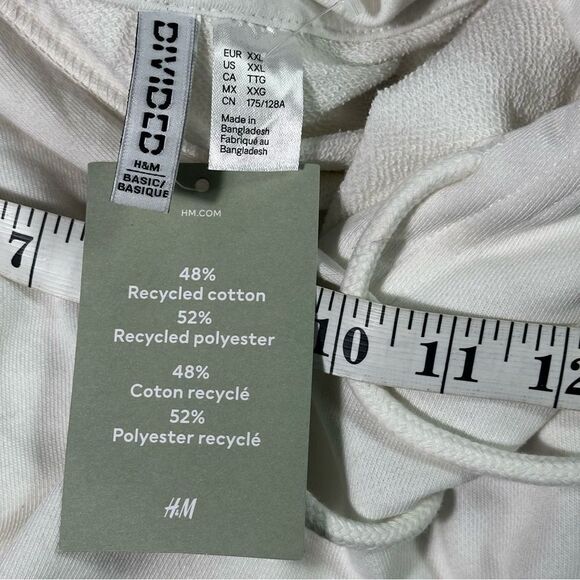 DIVIDED
H&M
BASIC/
BASIQUE
EUR XXL
US XXL
CA TTG
MX XXG
CN 175/128A
Made in
Bangladesh
Fabriqué au
Bangladesh
HM.COM
48%
Recycled cotton
52%
Recycled polyester
48%
Coton recyclé
52%
Polyester recyclé
H&M
7
10
11
12